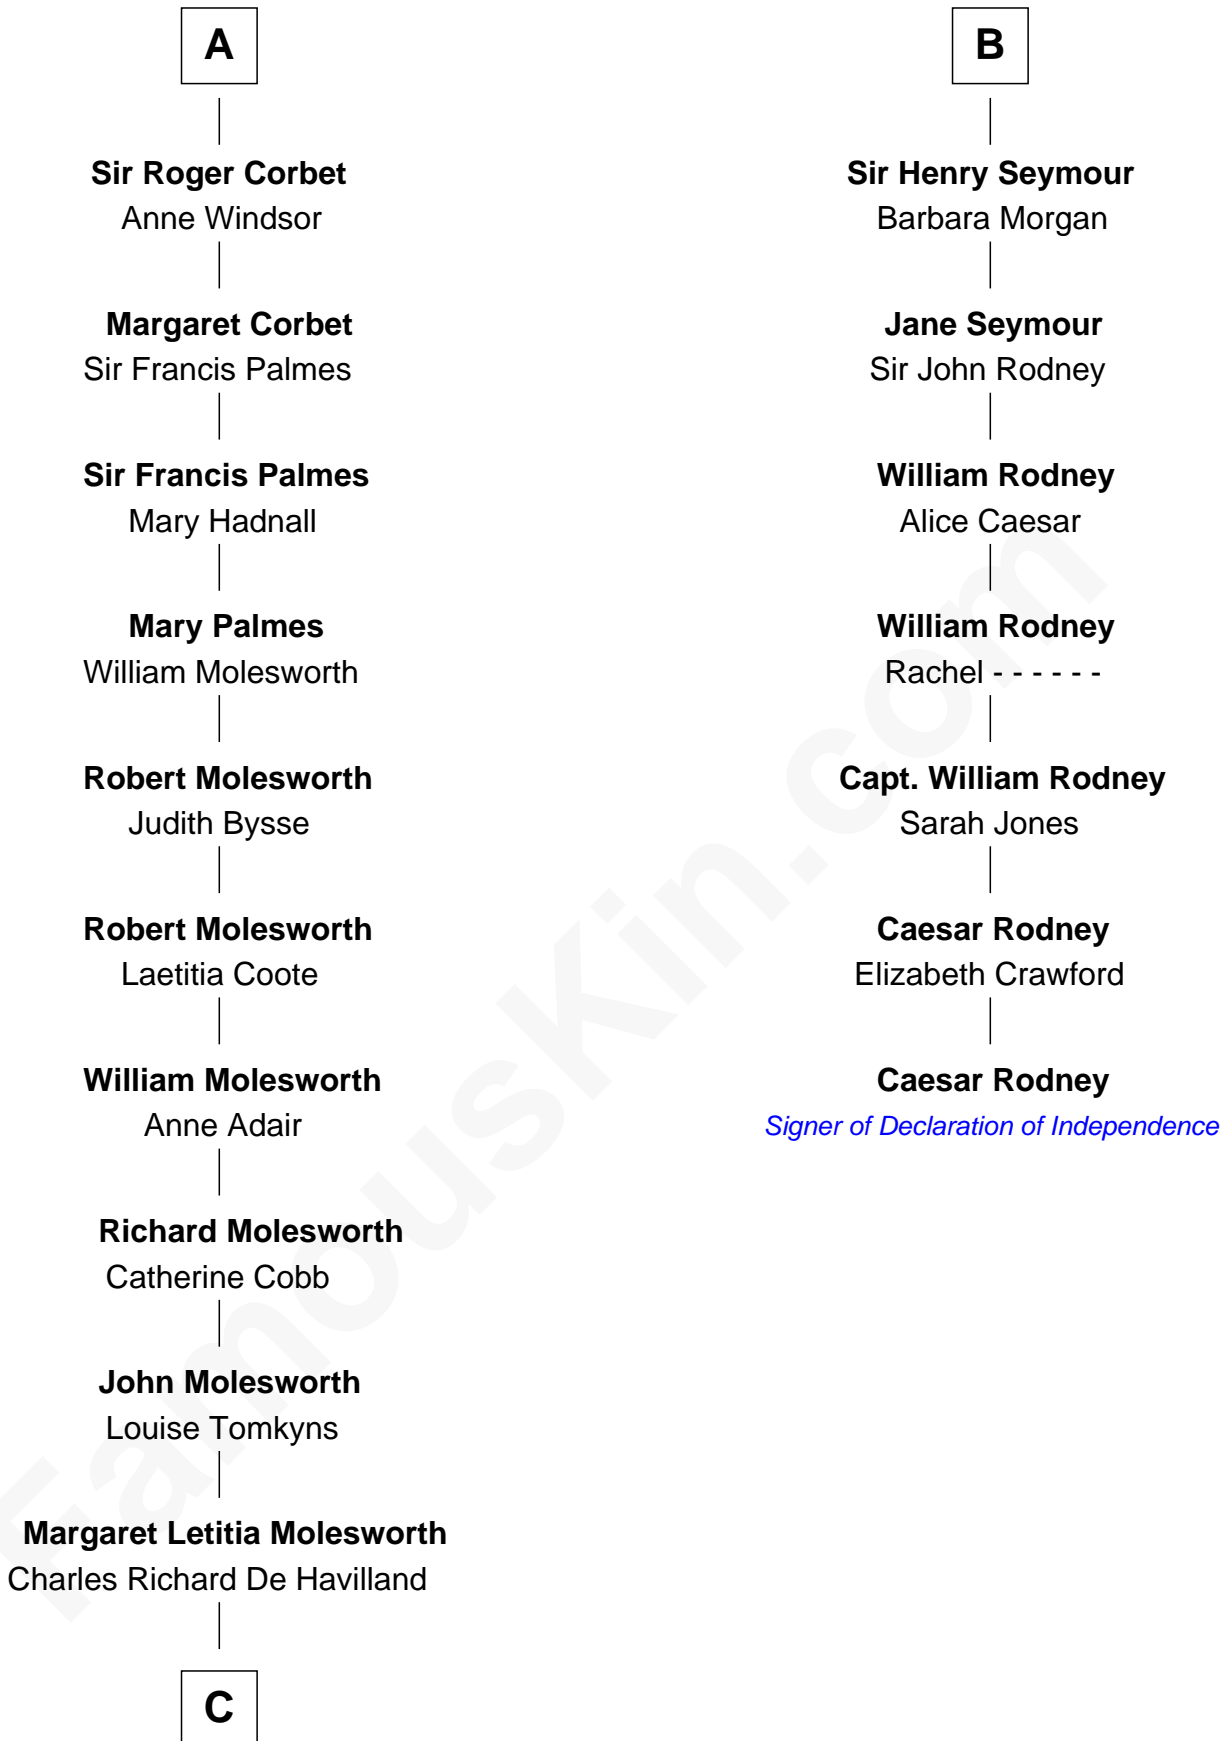 A
Sir Roger Corbet
Anne Windsor
Margaret Corbet
Sir Francis Palmes
Sir Francis Palmes
Mary Hadnall
Mary Palmes
William Molesworth
Robert Molesworth
Judith Bysse
Robert Molesworth
Laetitia Coote
William Molesworth
Anne Adair
Richard Molesworth
Catherine Cobb
John Molesworth
Louise Tomkyns
Margaret Letitia Molesworth
Charles Richard De Havilland
C
B
Sir Henry Seymour
Barbara Morgan
Jane Seymour
Sir John Rodney
William Rodney
Alice Caesar
William Rodney
Rachel - - - - - -
Capt. William Rodney
Sarah Jones
Caesar Rodney
Elizabeth Crawford
Caesar Rodney
Signer of Declaration of Independence
FamousKin.com